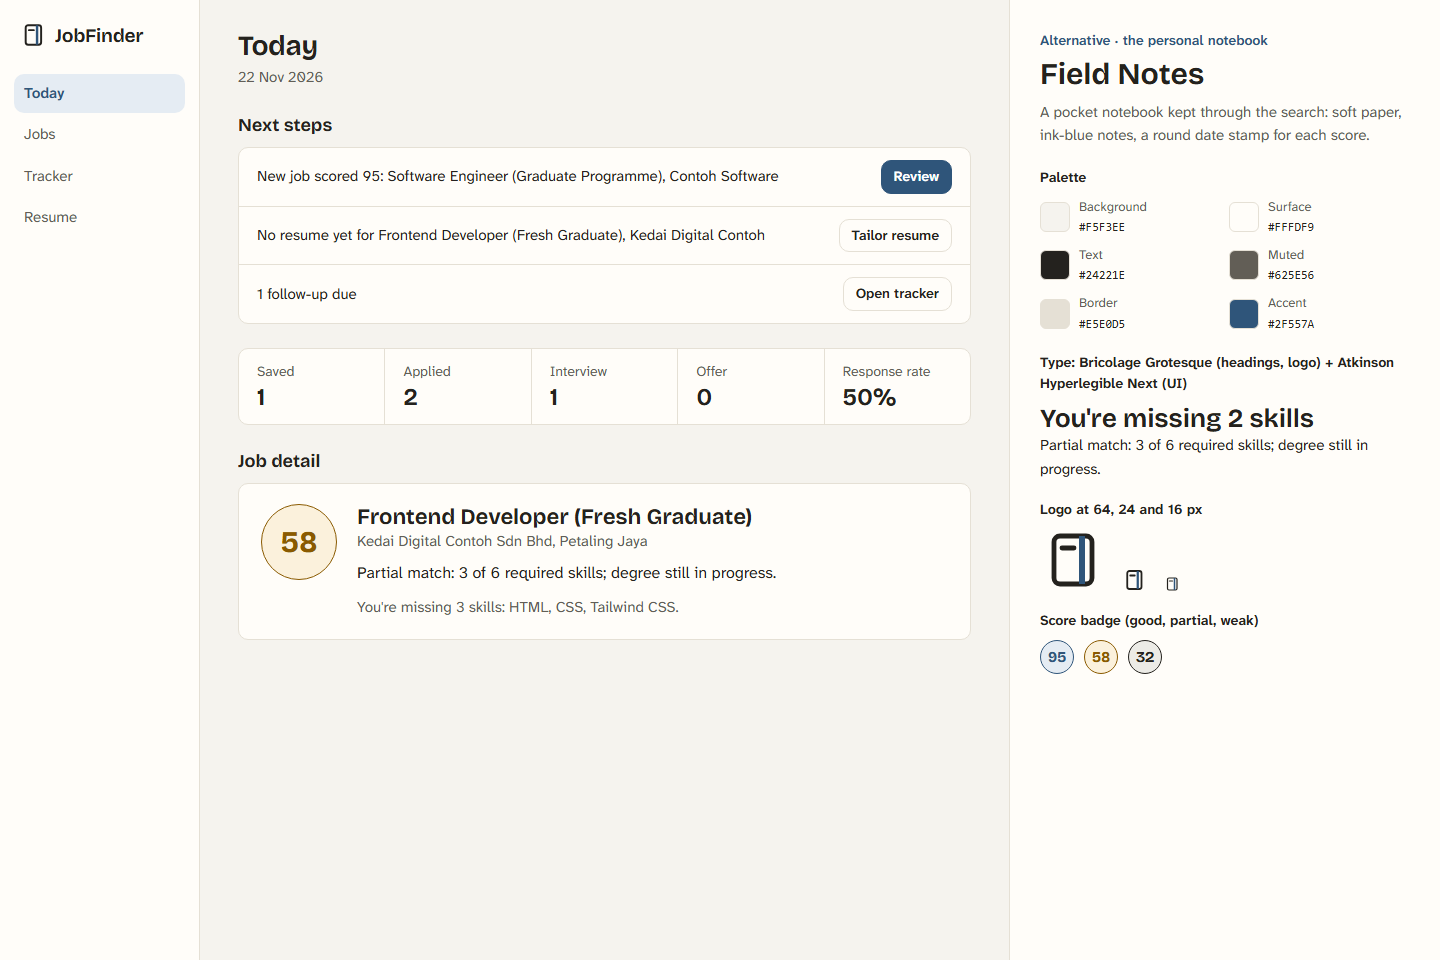 JobFinder
Today
Jobs
Tracker
Resume
Today
22 Nov 2026
Next steps
New job scored 95: Software Engineer (Graduate Programme), Contoh Software
Review
No resume yet for Frontend Developer (Fresh Graduate), Kedai Digital Contoh
Tailor resume
1 follow-up due
Open tracker
Saved
1
Applied
2
Interview
1
Offer
0
Response rate
50%
Job detail
58
Frontend Developer (Fresh Graduate)
Kedai Digital Contoh Sdn Bhd, Petaling Jaya
Partial match: 3 of 6 required skills; degree still in progress.
You're missing 3 skills: HTML, CSS, Tailwind CSS.
Alternative · the personal notebook
Field Notes
A pocket notebook kept through the search: soft paper,
ink-blue notes, a round date stamp for each score.
Palette
Background
#F5F3EE
Surface
#FFFDF9
Text
#24221E
Muted
#625E56
Border
#E5E0D5
Accent
#2F557A
Type: Bricolage Grotesque (headings, logo) + Atkinson
Hyperlegible Next (UI)
You're missing 2 skills
Partial match: 3 of 6 required skills; degree still in
progress.
Logo at 64, 24 and 16 px
Score badge (good, partial, weak)
95
58
32